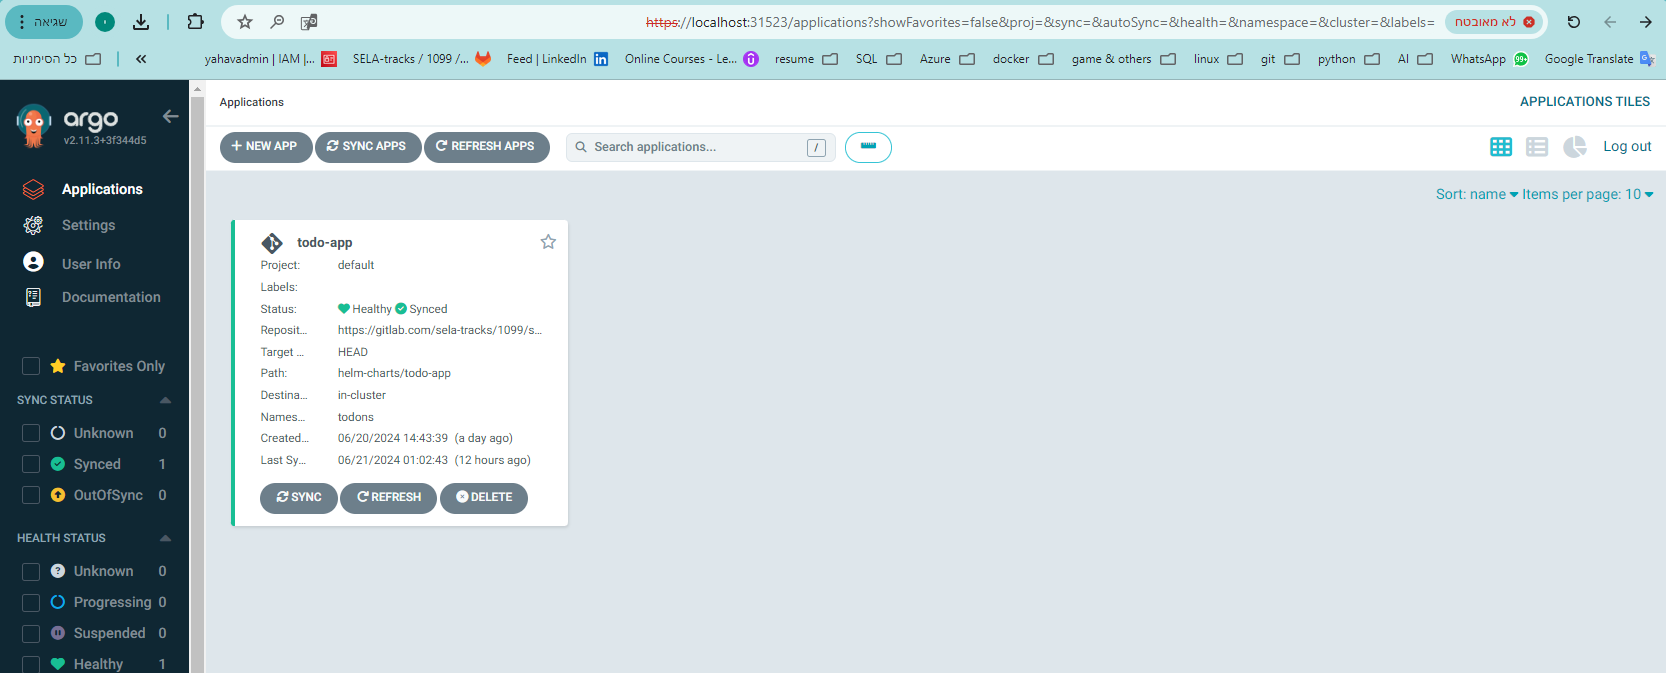 שגיאה
https://localhost:31523/applications?showFavorites=false&proj=&sync=&autoSync=&health=&namespace=&cluster=&labels=
לא מאובטח
כל הסימניות
«
yahavadmin | IAM |...
SELA-tracks / 1099 /...
Feed | LinkedIn
Online Courses - Le...
resume
SQL
Azure
docker
game & others
linux
git
python
AI
WhatsApp
99+
Google Translate
argo
v2.11.3+3f344d5
Applications
Settings
User Info
Documentation
Favorites Only
SYNC STATUS
Unknown 0
Synced 1
OutOfSync 0
HEALTH STATUS
Unknown 0
Progressing 0
Suspended 0
Healthy 1
Applications
APPLICATIONS TILES
+ NEW APP
SYNC APPS
REFRESH APPS
Search applications...
/
Log out
Sort: name
Items per page: 10
todo-app
Project: default
Labels:
Status: Healthy Synced
Reposit... https://gitlab.com/sela-tracks/1099/s...
Target ... HEAD
Path: helm-charts/todo-app
Destina... in-cluster
Names... todons
Created... 06/20/2024 14:43:39 (a day ago)
Last Sy... 06/21/2024 01:02:43 (12 hours ago)
SYNC
REFRESH
DELETE